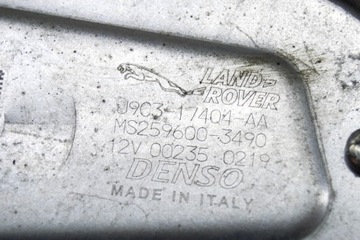 LAND-
ROVER
J9C3-17404-AA
MS259600-3490
12V 00235 0219
DENSO
MADE IN ITALY